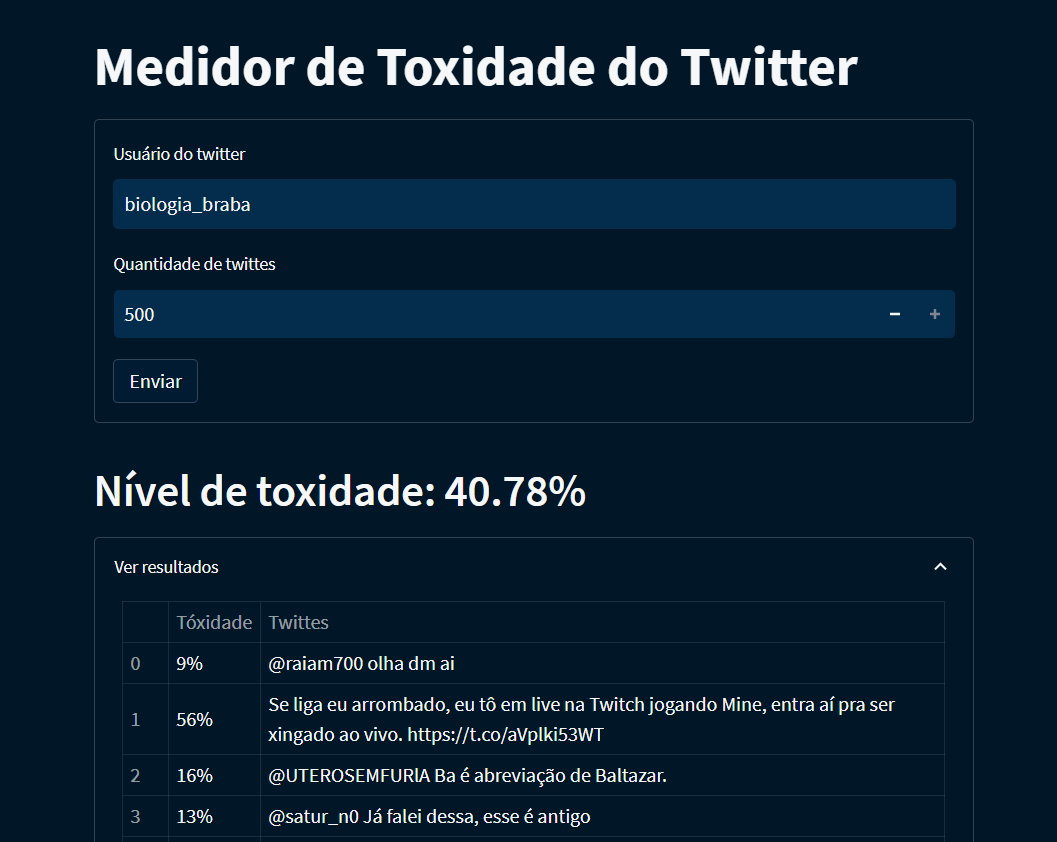 Medidor de Toxidade do Twitter
Usuário do twitter
biologia_braba
Quantidade de twittes
500
Enviar
Nível de toxidade: 40.78%
Ver resultados
Tóxidade Twittes
0 9% @raiam700 olha dm ai
1 56% Se liga eu arrombado, eu tô em live na Twitch jogando Mine, entra aí pra ser
xingado ao vivo. https://t.co/aVplki53WT
2 16% @UTEROSEMFURlA Ba é abreviação de Baltazar.
3 13% @satur_n0 Já falei dessa, esse é antigo